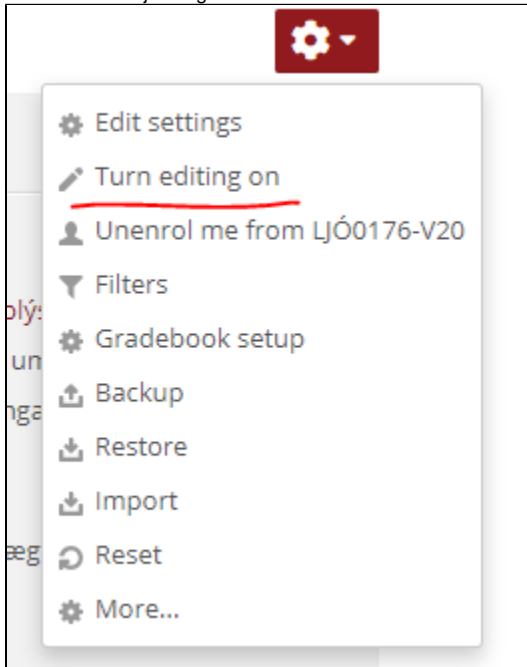 Edit settings
Turn editing on
Unenrol me from LJÓ0176-V20
Filters
Gradebook setup
Backup
Restore
Import
Reset
More...